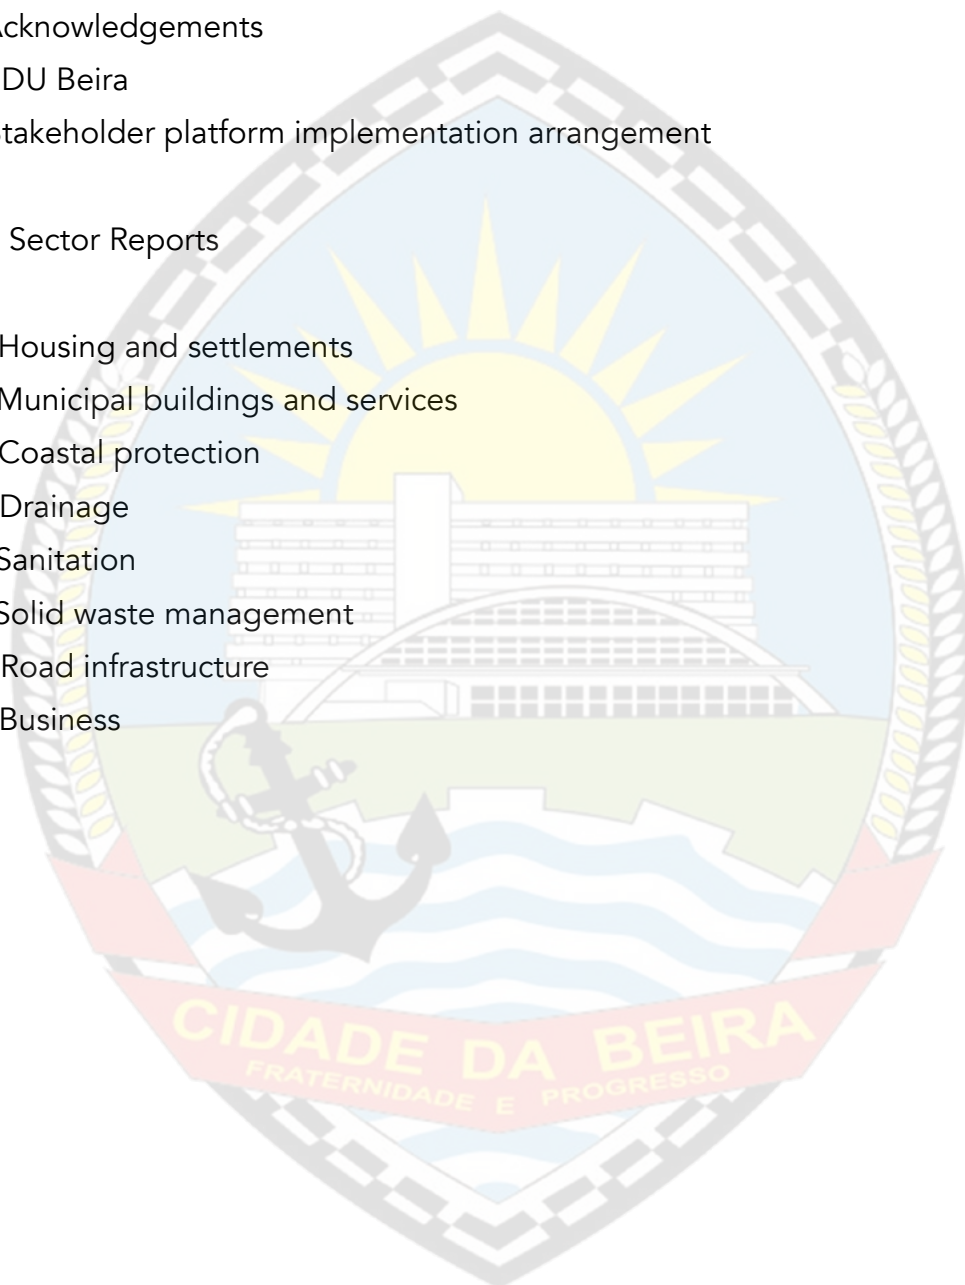 cknowledgements
DU Beira
takeholder platform implementation arrangement
Sector Reports
Housing and settlements
Municipal buildings and services
Coastal protection
Drainage
Sanitation
Solid waste management
Road infrastructure
Business
CIDADE DA BEIRA
FRATERNIDADE E PROGRESSO